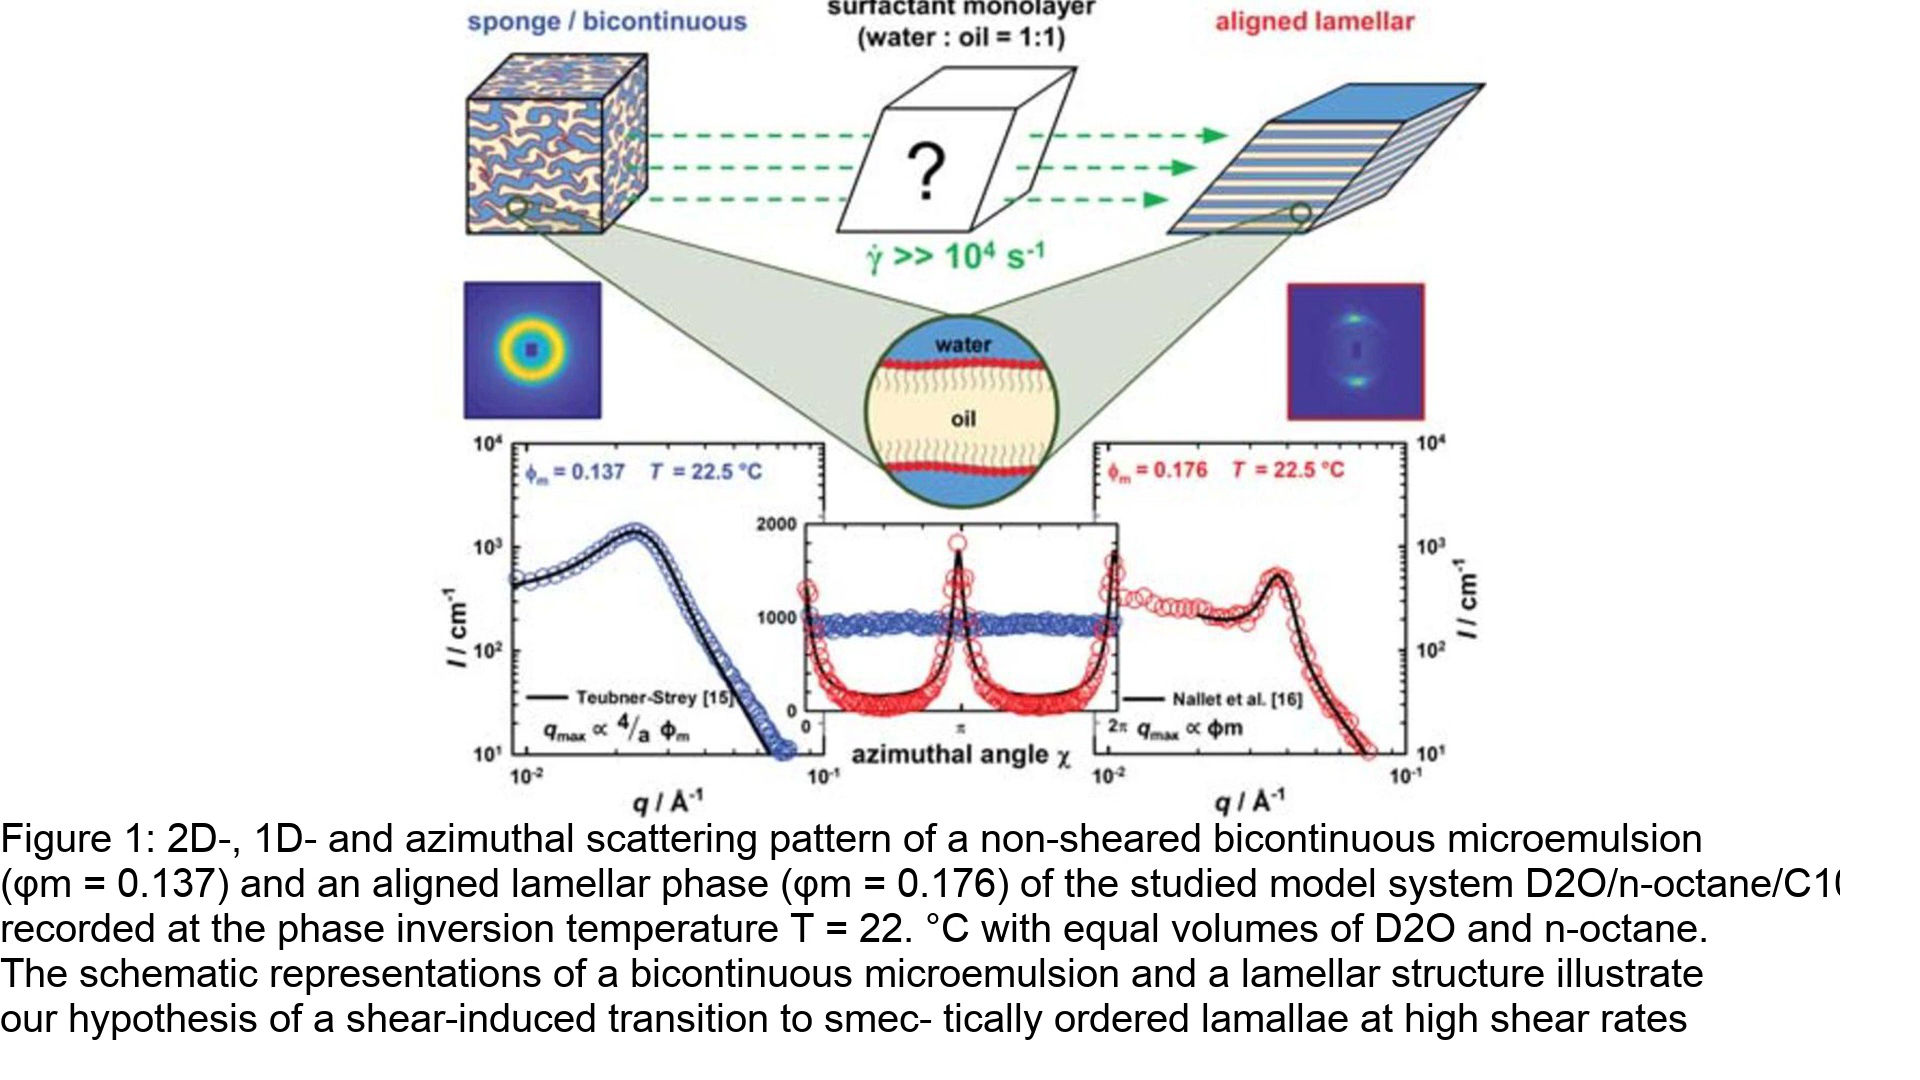 sponge / bicontinuous
surfactant monolayer
(water : oil = 1:1)
aligned lamellar
?
γ̇ >> 10⁴ s⁻¹
water
oil
10⁴
10³
10²
10¹
I / cm⁻¹
ϕₘ = 0.137 T = 22.5 °C
Teubner-Strey [15]
qmax ∝ 4/a ϕₘ
10⁻² 10⁻¹
q / Å⁻¹
2000
1000
0
0 π 2π
azimuthal angle χ
ϕₘ = 0.176 T = 22.5 °C
Nallet et al. [16]
qmax ∝ ϕm
10⁴
10³
10²
10¹
I / cm⁻¹
10⁻² 10⁻¹
q / Å⁻¹
Figure 1: 2D-, 1D- and azimuthal scattering pattern of a non-sheared bicontinuous microemulsion
(φm = 0.137) and an aligned lamellar phase (φm = 0.176) of the studied model system D2O/n-octane/C10
recorded at the phase inversion temperature T = 22. °C with equal volumes of D2O and n-octane.
The schematic representations of a bicontinuous microemulsion and a lamellar structure illustrate
our hypothesis of a shear-induced transition to smec- tically ordered lamallae at high shear rates